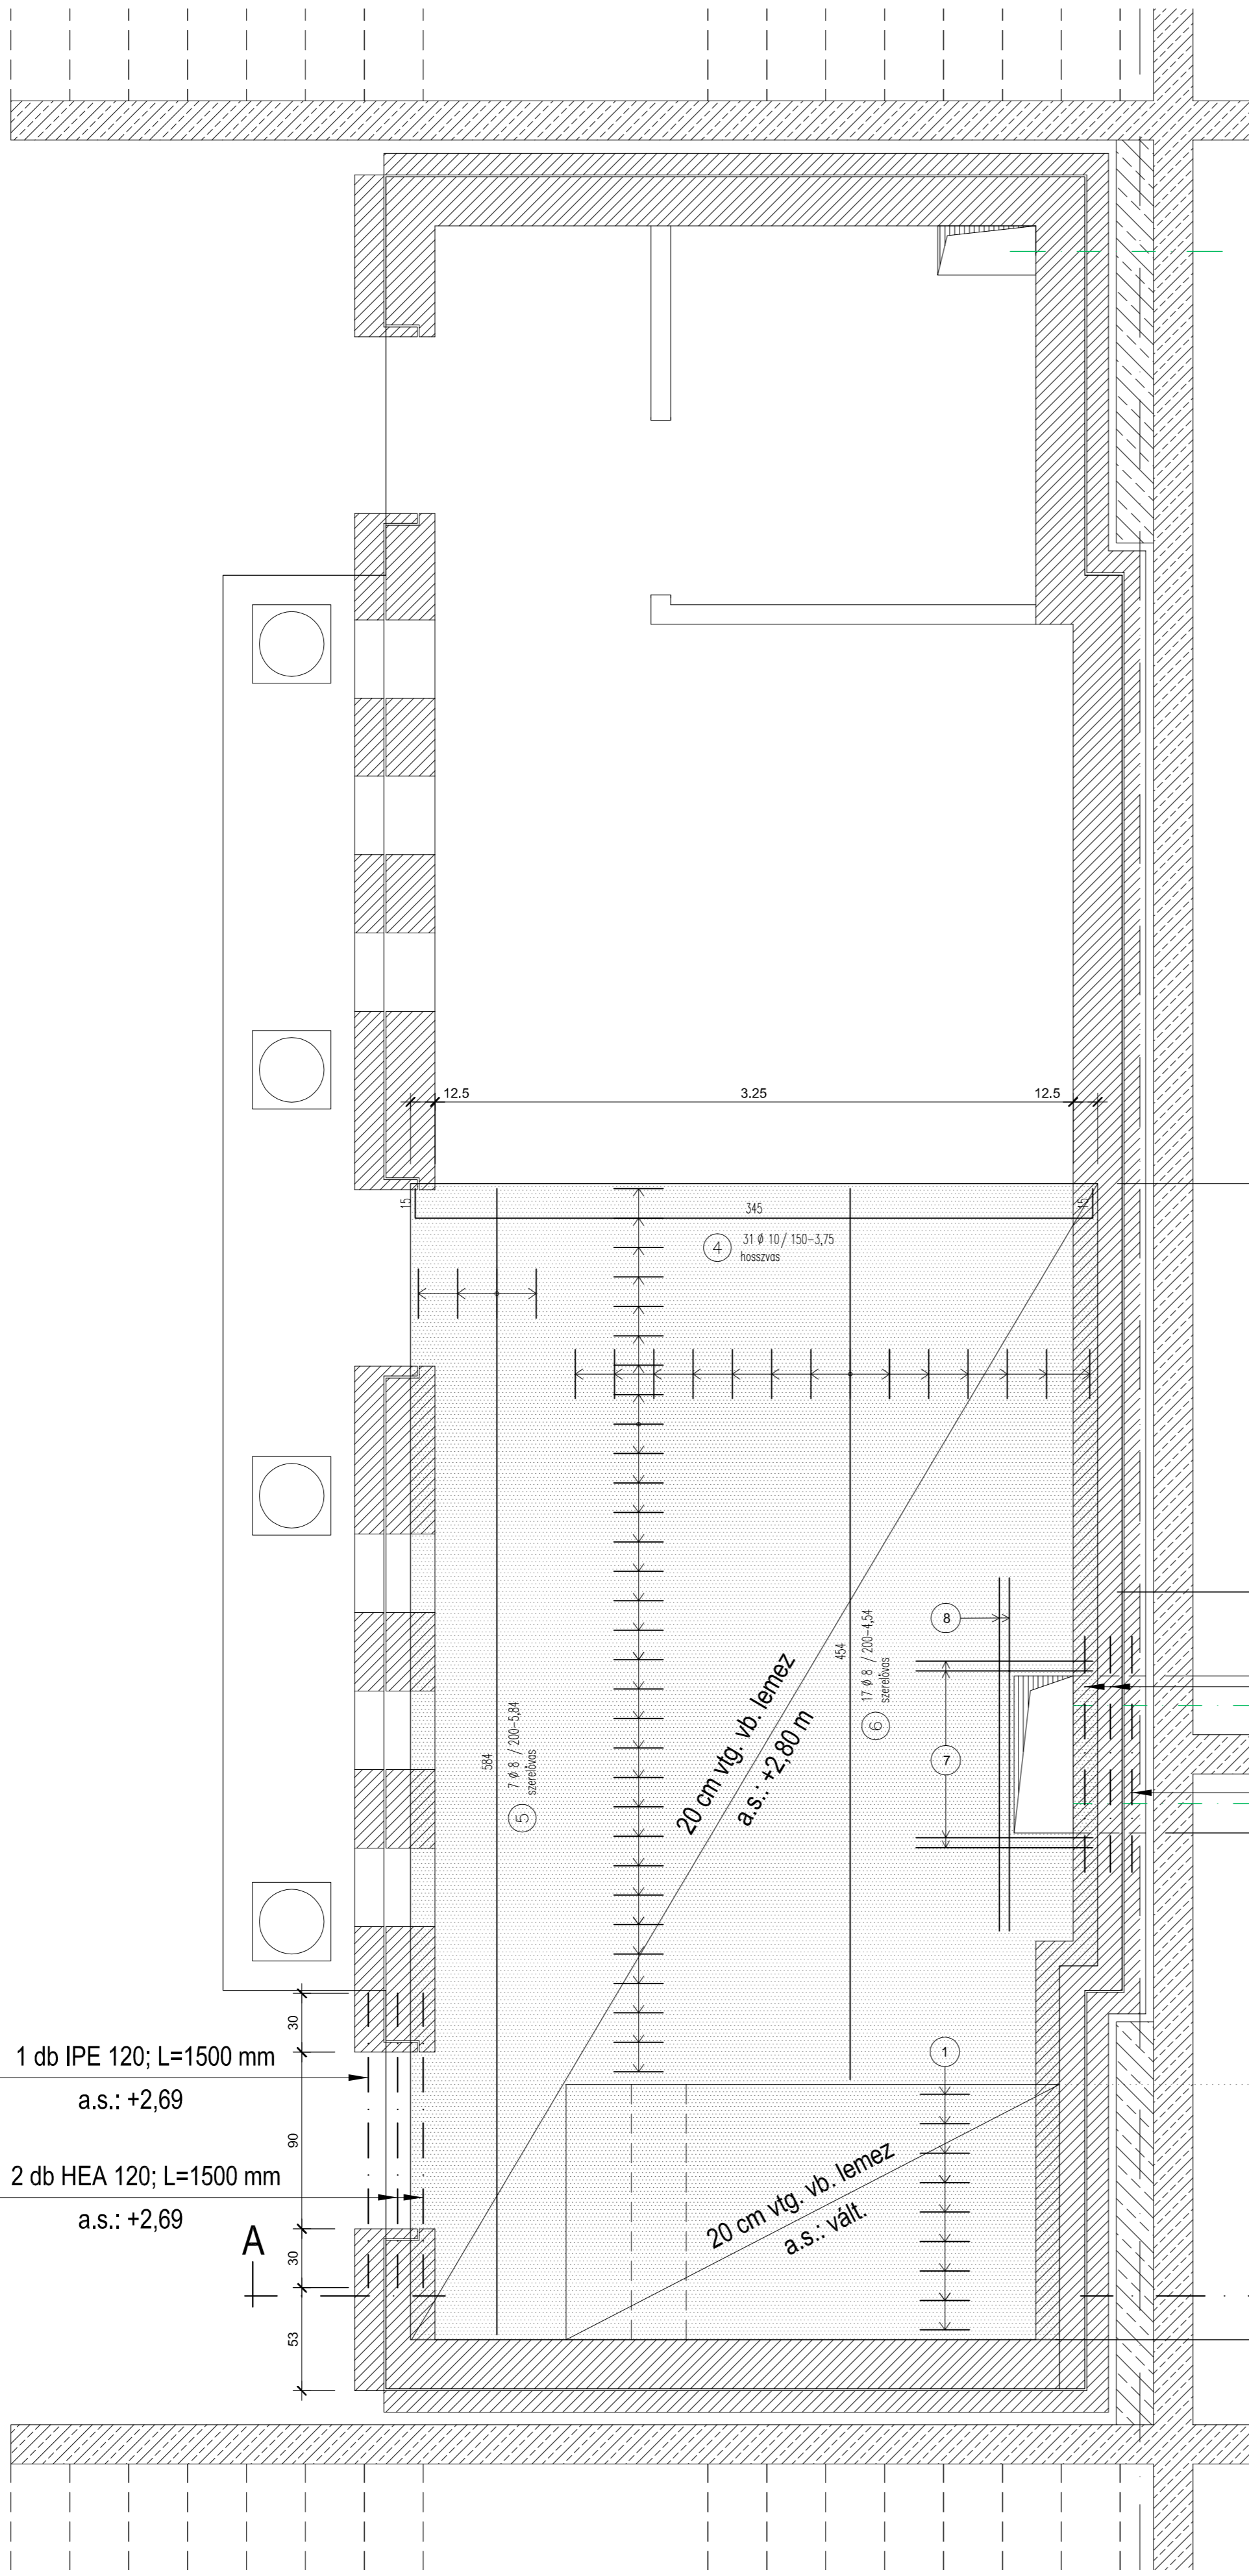 12.5
3.25
12.5
15
345
15
4
31 ϕ 10 / 150-3,75
hosszvas
8
454
17 ϕ 8 / 200-4,54
szerelővas
6
20 cm vtg. vb. lemez
a.s.: +2,80 m
584
7 ϕ 8 / 200-5,84
szerelővas
5
7
30
1
1 db IPE 120; L=1500 mm
a.s.: +2,69
90
20 cm vtg. vb. lemez
a.s.: vált.
2 db HEA 120; L=1500 mm
a.s.: +2,69
A
30
53